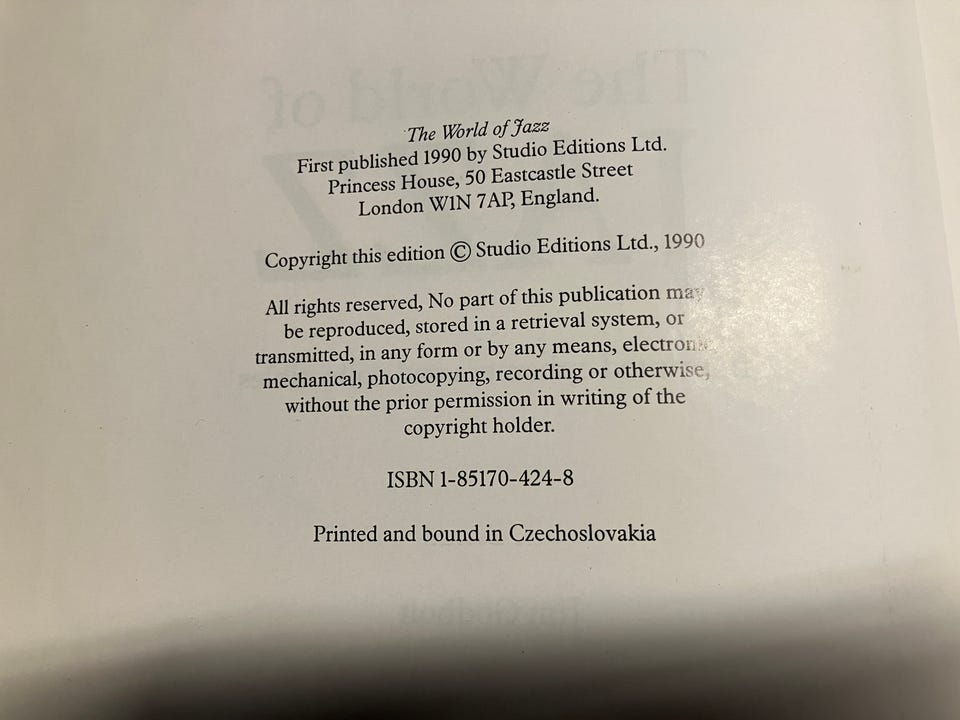 The World of Jazz
First published 1990 by Studio Editions Ltd.
Princess House, 50 Eastcastle Street
London W1N 7AP, England.
Copyright this edition © Studio Editions Ltd., 1990
All rights reserved, No part of this publication may
be reproduced, stored in a retrieval system, or
transmitted, in any form or by any means, electronic,
mechanical, photocopying, recording or otherwise,
without the prior permission in writing of the
copyright holder.
ISBN 1-85170-424-8
Printed and bound in Czechoslovakia